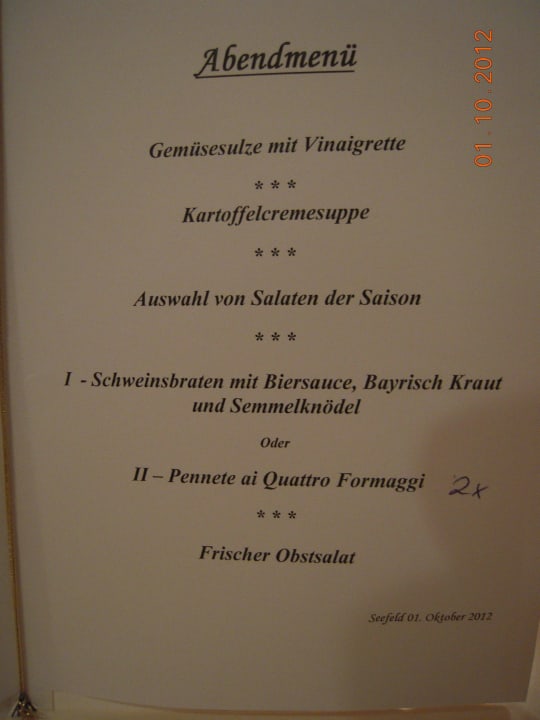 Abendmenü
01.10.2012
Gemüsesulze mit Vinaigrette
* * *
Kartoffelcremesuppe
* * *
Auswahl von Salaten der Saison
* * *
I - Schweinsbraten mit Biersauce, Bayrisch Kraut
und Semmelknödel
Oder
II – Pennete ai Quattro Formaggi 2x
* * *
Frischer Obstsalat
Seefeld 01. Oktober 2012